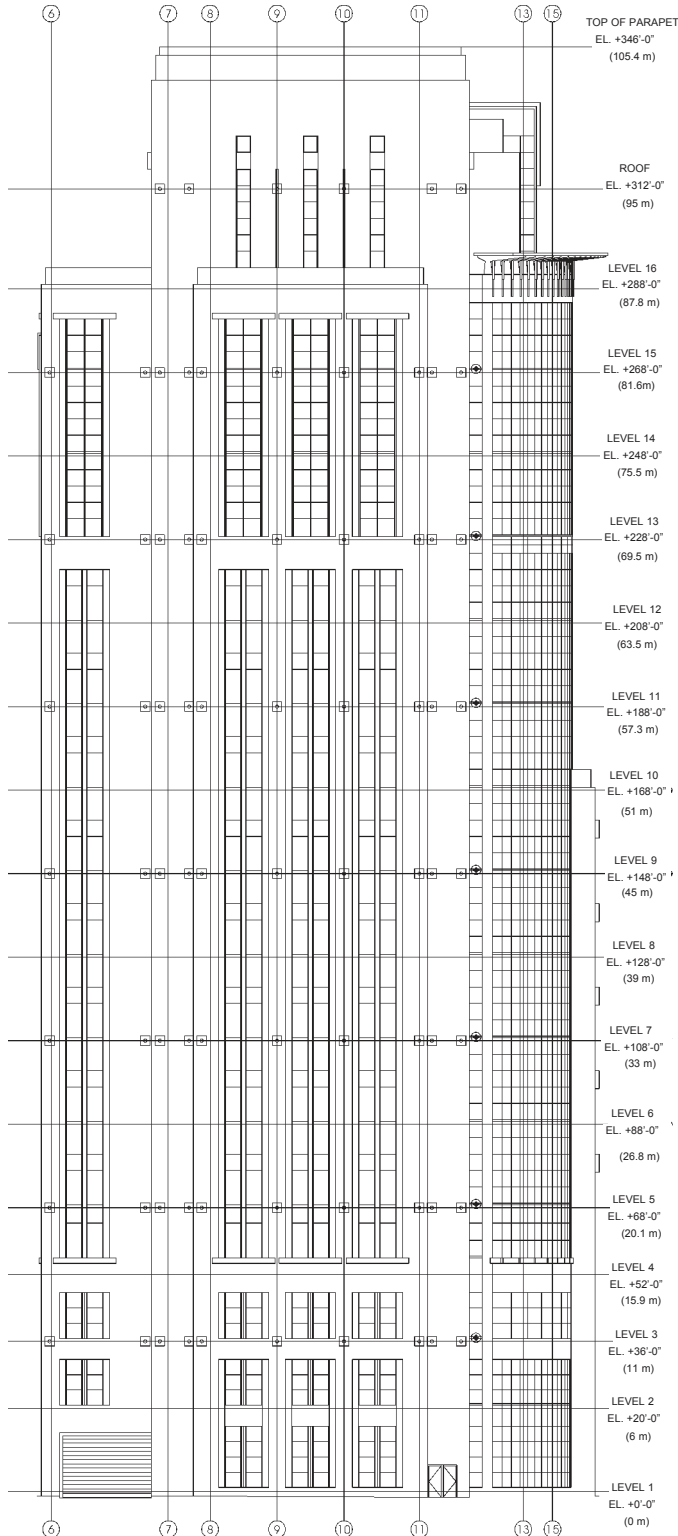 6 7 8 9 10 11 13 15
TOP OF PARAPET
EL. +346'-0"
(105.4 m)
ROOF
EL. +312'-0"
(95 m)
LEVEL 16
EL. +288'-0"
(87.8 m)
LEVEL 15
EL. +268'-0"
(81.6m)
LEVEL 14
EL. +248'-0"
(75.5 m)
LEVEL 13
EL. +228'-0"
(69.5 m)
LEVEL 12
EL. +208'-0"
(63.5 m)
LEVEL 11
EL. +188'-0"
(57.3 m)
LEVEL 10
EL. +168'-0"
(51 m)
LEVEL 9
EL. +148'-0"
(45 m)
LEVEL 8
EL. +128'-0"
(39 m)
LEVEL 7
EL. +108'-0"
(33 m)
LEVEL 6
EL. +88'-0"
(26.8 m)
LEVEL 5
EL. +68'-0"
(20.1 m)
LEVEL 4
EL. +52'-0"
(15.9 m)
LEVEL 3
EL. +36'-0"
(11 m)
LEVEL 2
EL. +20'-0"
(6 m)
LEVEL 1
EL. +0'-0"
(0 m)
6 7 8 9 10 11 13 15